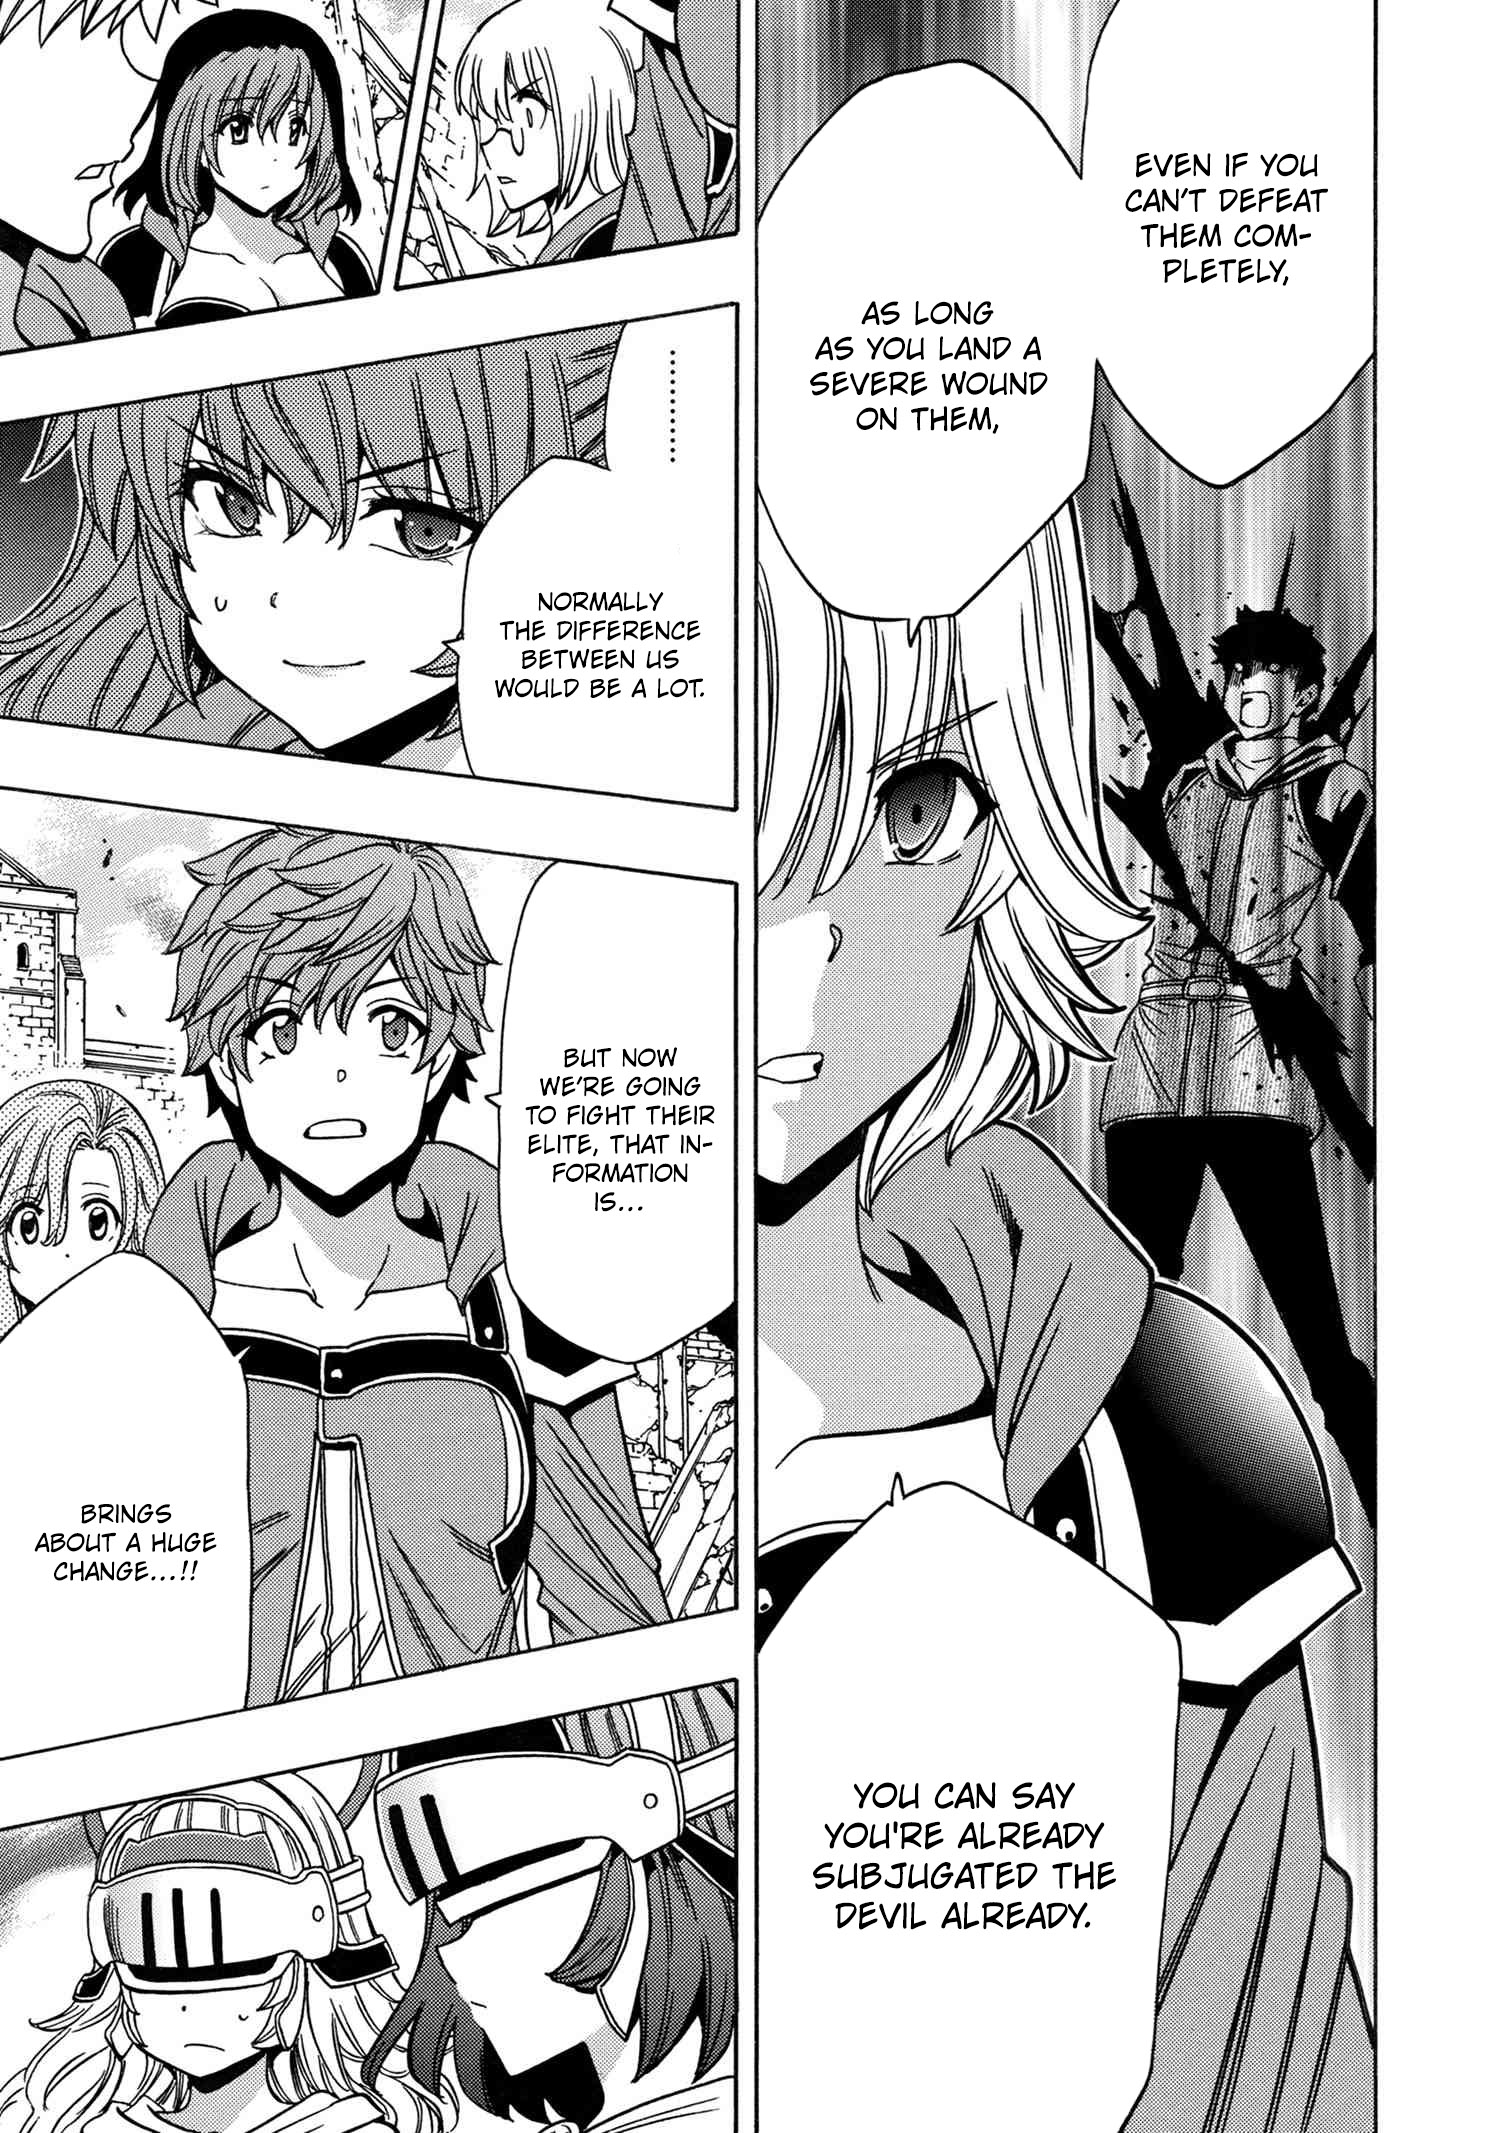 EVEN IF YOU
CAN'T DEFEAT
THEM COM-
PLETELY,
AS LONG
AS YOU LAND A
SEVERE WOUND
ON THEM,
YOU CAN SAY
YOU'RE ALREADY
SUBJUGATED THE
DEVIL ALREADY.
.........
NORMALLY
THE DIFFERENCE
BETWEEN US
WOULD BE A LOT.
BUT NOW
WE'RE GOING
TO FIGHT THEIR
ELITE, THAT IN-
FORMATION
IS...
BRINGS
ABOUT A HUGE
CHANGE...!!